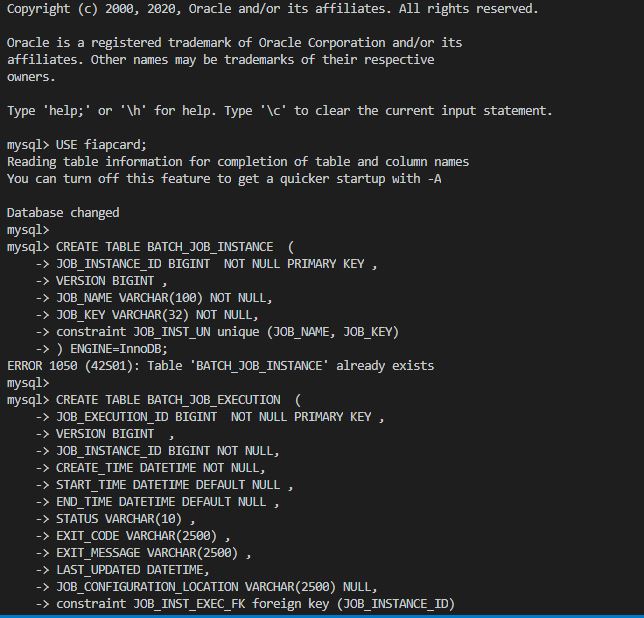 Copyright (c) 2000, 2020, Oracle and/or its affiliates. All rights reserved.
Oracle is a registered trademark of Oracle Corporation and/or its
affiliates. Other names may be trademarks of their respective
owners.
Type 'help;' or '\h' for help. Type '\c' to clear the current input statement.
mysql> USE fiapcard;
Reading table information for completion of table and column names
You can turn off this feature to get a quicker startup with -A
Database changed
mysql>
mysql> CREATE TABLE BATCH_JOB_INSTANCE  (
    -> JOB_INSTANCE_ID BIGINT  NOT NULL PRIMARY KEY ,
    -> VERSION BIGINT ,
    -> JOB_NAME VARCHAR(100) NOT NULL,
    -> JOB_KEY VARCHAR(32) NOT NULL,
    -> constraint JOB_INST_UN unique (JOB_NAME, JOB_KEY)
    -> ) ENGINE=InnoDB;
ERROR 1050 (42S01): Table 'BATCH_JOB_INSTANCE' already exists
mysql>
mysql> CREATE TABLE BATCH_JOB_EXECUTION  (
    -> JOB_EXECUTION_ID BIGINT  NOT NULL PRIMARY KEY ,
    -> VERSION BIGINT  ,
    -> JOB_INSTANCE_ID BIGINT NOT NULL,
    -> CREATE_TIME DATETIME NOT NULL,
    -> START_TIME DATETIME DEFAULT NULL ,
    -> END_TIME DATETIME DEFAULT NULL ,
    -> STATUS VARCHAR(10) ,
    -> EXIT_CODE VARCHAR(2500) ,
    -> EXIT_MESSAGE VARCHAR(2500) ,
    -> LAST_UPDATED DATETIME,
    -> JOB_CONFIGURATION_LOCATION VARCHAR(2500) NULL,
    -> constraint JOB_INST_EXEC_FK foreign key (JOB_INSTANCE_ID)